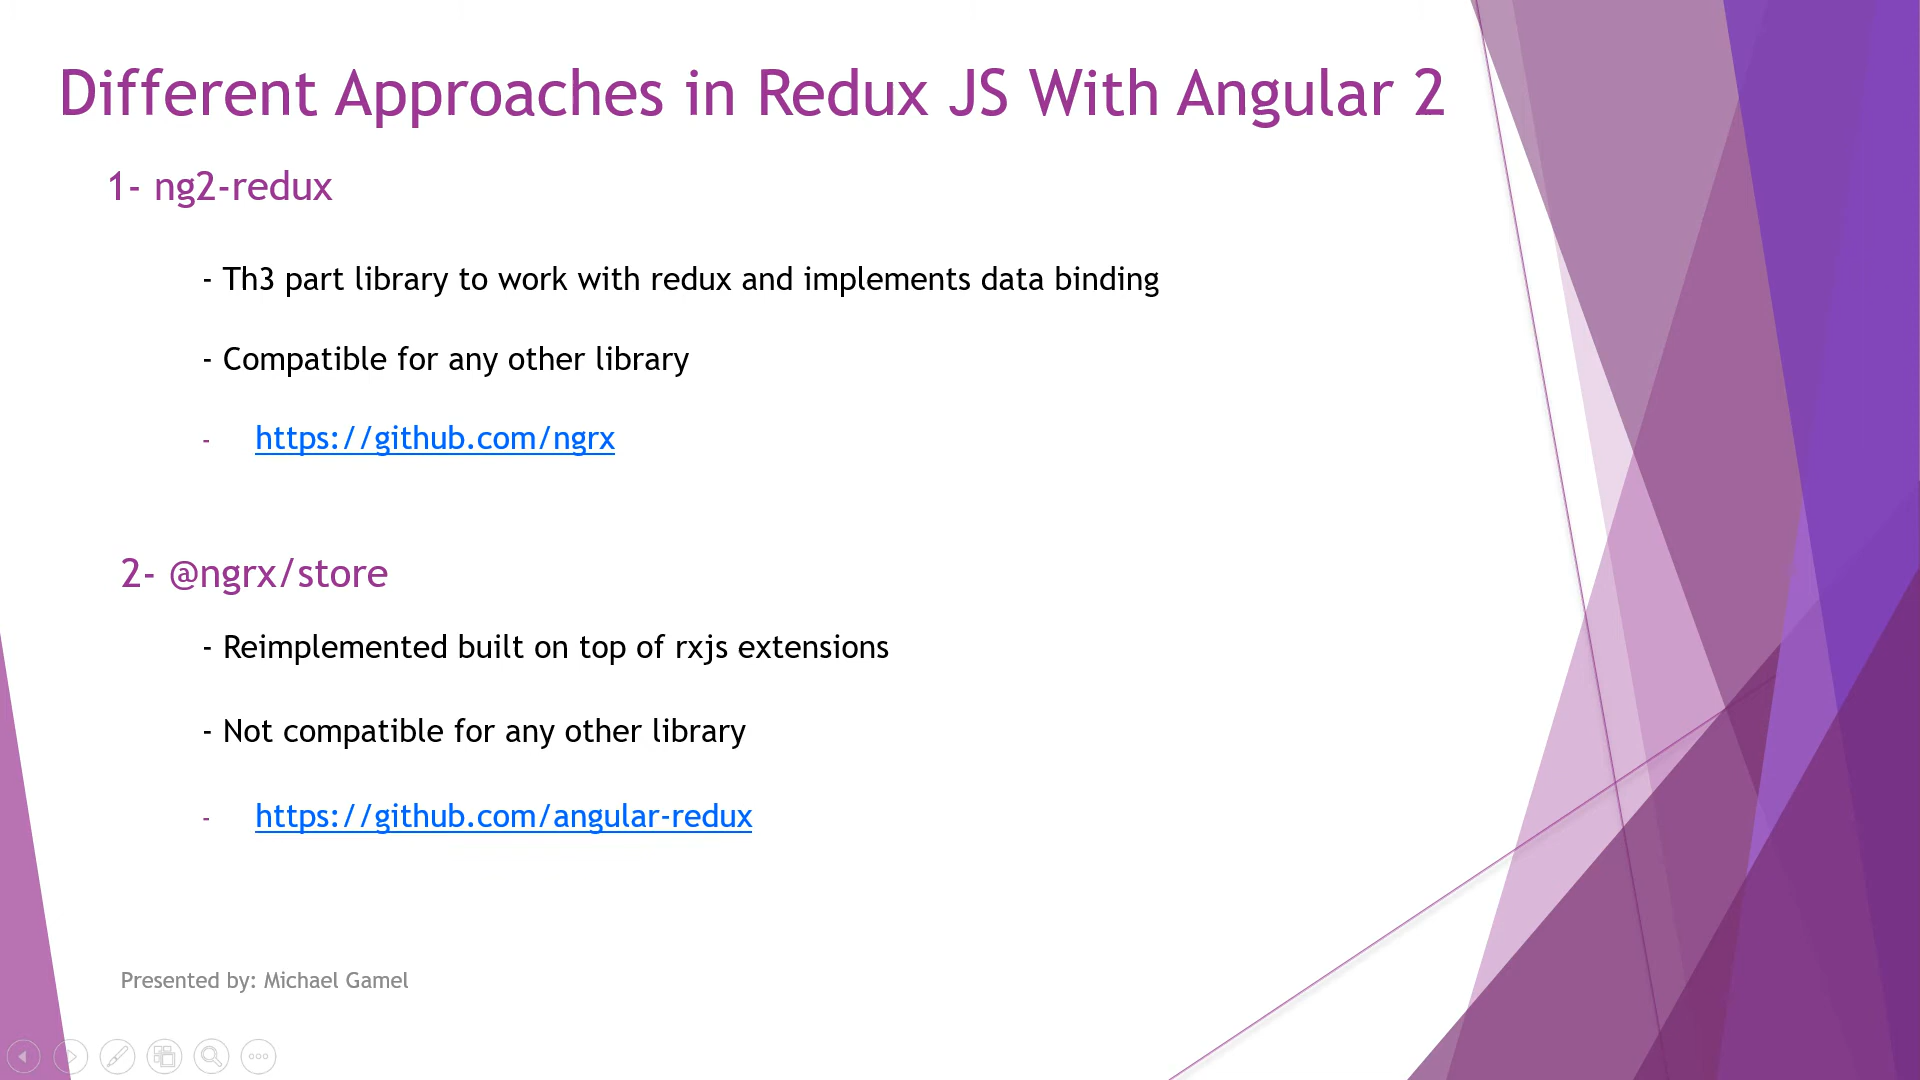 Different Approaches in Redux JS With Angular 2
1- ng2-redux
- Th3 part library to work with redux and implements data binding
- Compatible for any other library
- https://github.com/ngrx
2- @ngrx/store
- Reimplemented built on top of rxjs extensions
- Not compatible for any other library
- https://github.com/angular-redux
Presented by: Michael Gamel